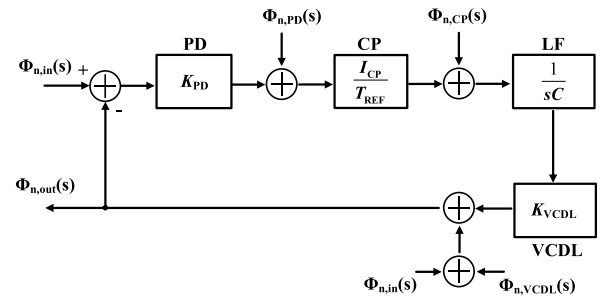 Φn,PD(s)
Φn,CP(s)
PD
CP
LF
Φn,in(s)
+
KPD
ICP
TREF
1
sC
-
Φn,out(s)
KVCDL
VCDL
Φn,in(s)
Φn,VCDL(s)